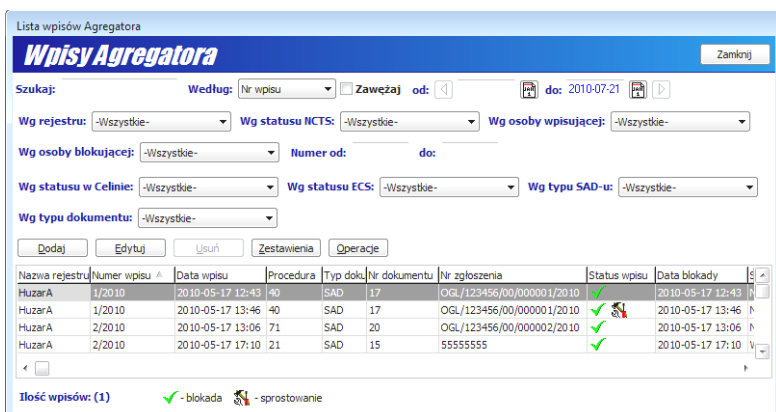 Lista wpisów Agregatora
Wpisy Agregatora Zamknij
Szukaj: Według: Nr wpisu Zawężaj od: do: 2010-07-21
Wg rejestru: -Wszystkie- Wg statusu NCTS: -Wszystkie- Wg osoby wpisującej: -Wszystkie-
Wg osoby blokującej: -Wszystkie- Numer od: do:
Wg statusu w Celinie: -Wszystkie- Wg statusu ECS: -Wszystkie- Wg typu SAD-u: -Wszystkie-
Wg typu dokumentu: -Wszystkie-
Dodaj Edytuj Usuń Zestawienia Operacje
Nazwa rejestru Numer wpisu Data wpisu Procedura Typ doku Nr dokumentu Nr zgłoszenia Status wpisu Data blokady
HuzarA 1/2010 2010-05-17 12:43 40 SAD 17 OGL/123456/00/000001/2010 2010-05-17 12:43
HuzarA 1/2010 2010-05-17 13:46 40 SAD 17 OGL/123456/00/000001/2010 2010-05-17 13:46
HuzarA 2/2010 2010-05-17 13:06 71 SAD 20 OGL/123456/00/000002/2010 2010-05-17 13:06
HuzarA 2/2010 2010-05-17 17:10 21 SAD 15 55555555 2010-05-17 17:10
Ilość wpisów: (1) - blokada - sprostowanie